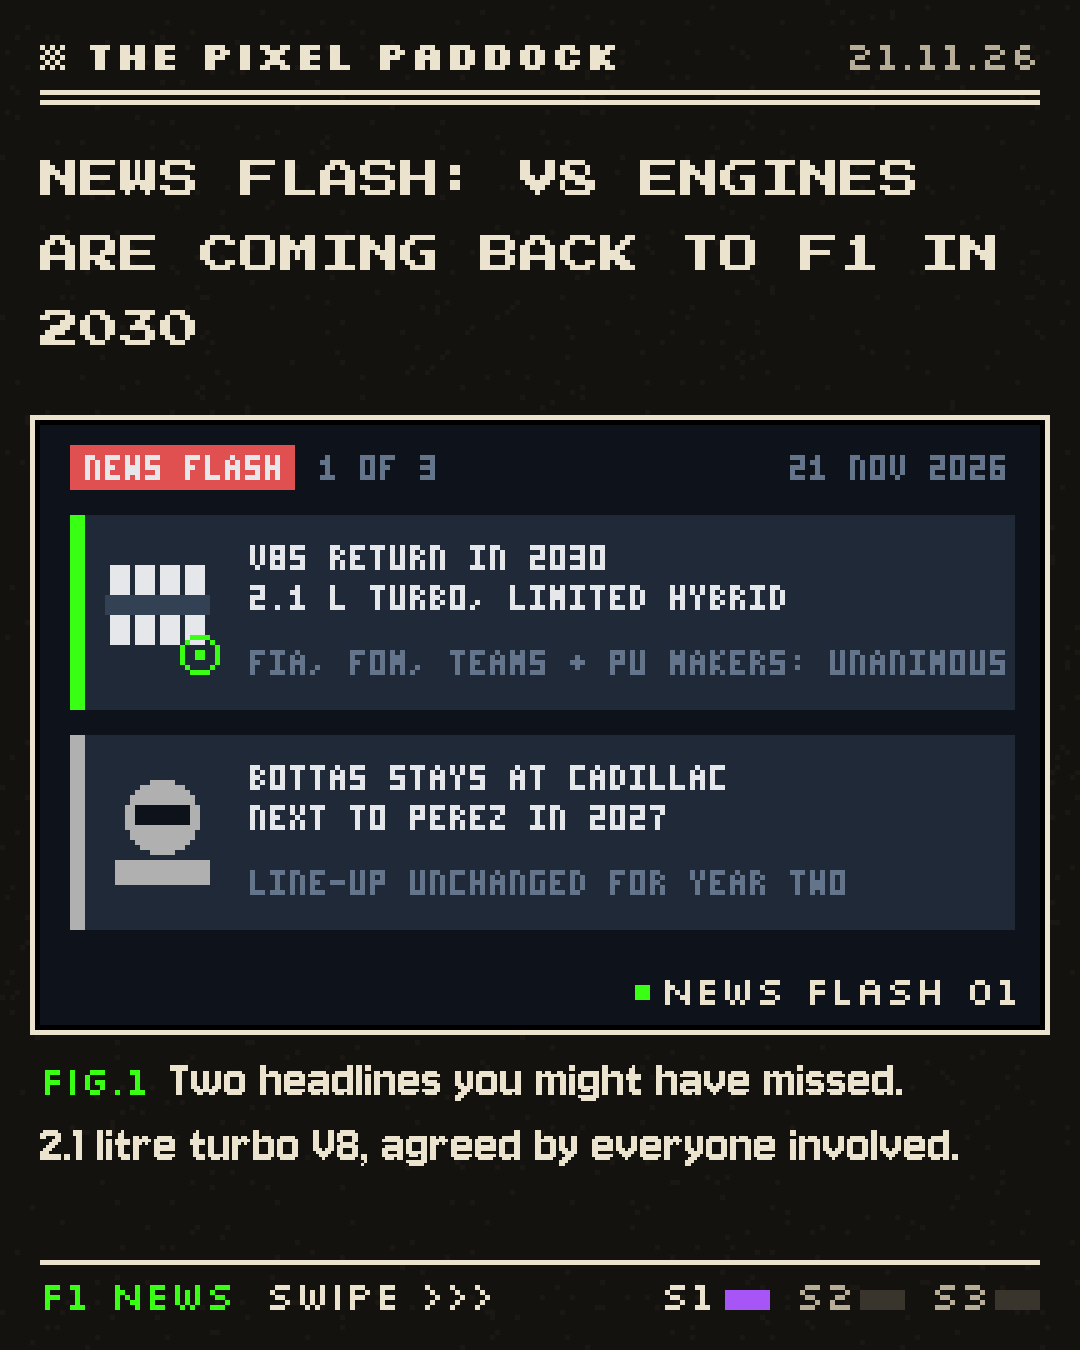 THE PIXEL PADDOCK
21.11.26
NEWS FLASH: V8 ENGINES
ARE COMING BACK TO F1 IN
2030
NEWS FLASH 1 OF 3
21 NOV 2026
V8S RETURN IN 2030
2.1 L TURBO, LIMITED HYBRID
FIA, FOM, TEAMS + PU MAKERS: UNANIMOUS
BOTTAS STAYS AT CADILLAC
NEXT TO PEREZ IN 2027
LINE-UP UNCHANGED FOR YEAR TWO
NEWS FLASH 01
FIG.1 Two headlines you might have missed.
2.1 litre turbo V8, agreed by everyone involved.
F1 NEWS SWIPE >>>
S1 S2 S3